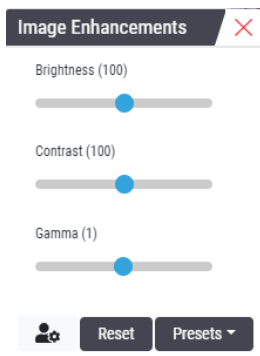 Image Enhancements
Brightness (100)
Contrast (100)
Gamma (1)
Reset Presets